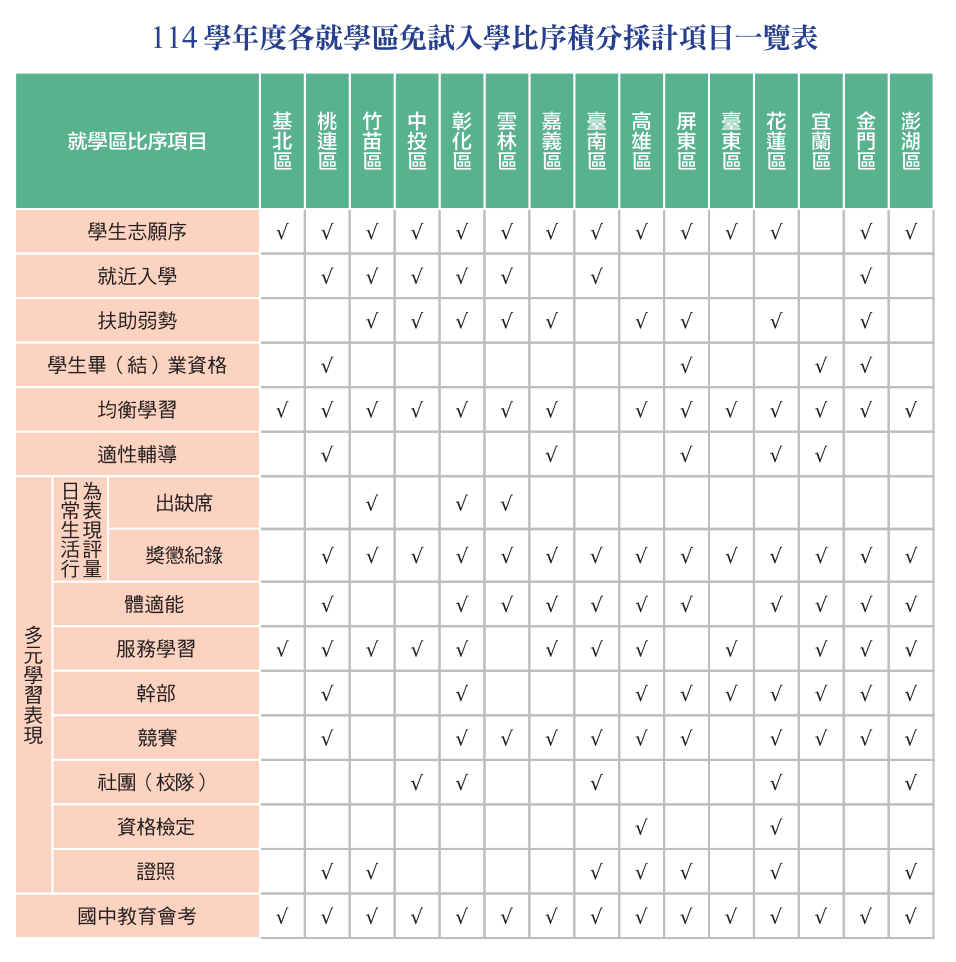 114 學年度各就學區免試入學比序積分採計項目一覽表
就學區比序項目 基北區 桃連區 竹苗區 中投區 彰化區 雲林區 嘉義區 臺南區 高雄區 屏東區 臺東區 花蓮區 宜蘭區 金門區 澎湖區
學生志願序 √ √ √ √ √ √ √ √ √ √ √ √ √ √
就近入學 √ √ √ √ √ √ √
扶助弱勢 √ √ √ √ √ √ √ √ √
學生畢（結）業資格 √ √ √ √
均衡學習 √ √ √ √ √ √ √ √ √ √ √ √ √ √
適性輔導 √ √ √ √ √
多元學習表現
日常生活行
為表現評量
出缺席 √ √ √
獎懲紀錄 √ √ √ √ √ √ √ √ √ √ √ √ √ √
體適能 √ √ √ √ √ √ √ √ √ √ √
服務學習 √ √ √ √ √ √ √ √ √ √ √ √
幹部 √ √ √ √ √ √ √ √ √
競賽 √ √ √ √ √ √ √ √ √ √ √
社團（校隊） √ √ √ √ √
資格檢定 √ √
證照 √ √ √ √ √ √ √
國中教育會考 √ √ √ √ √ √ √ √ √ √ √ √ √ √ √